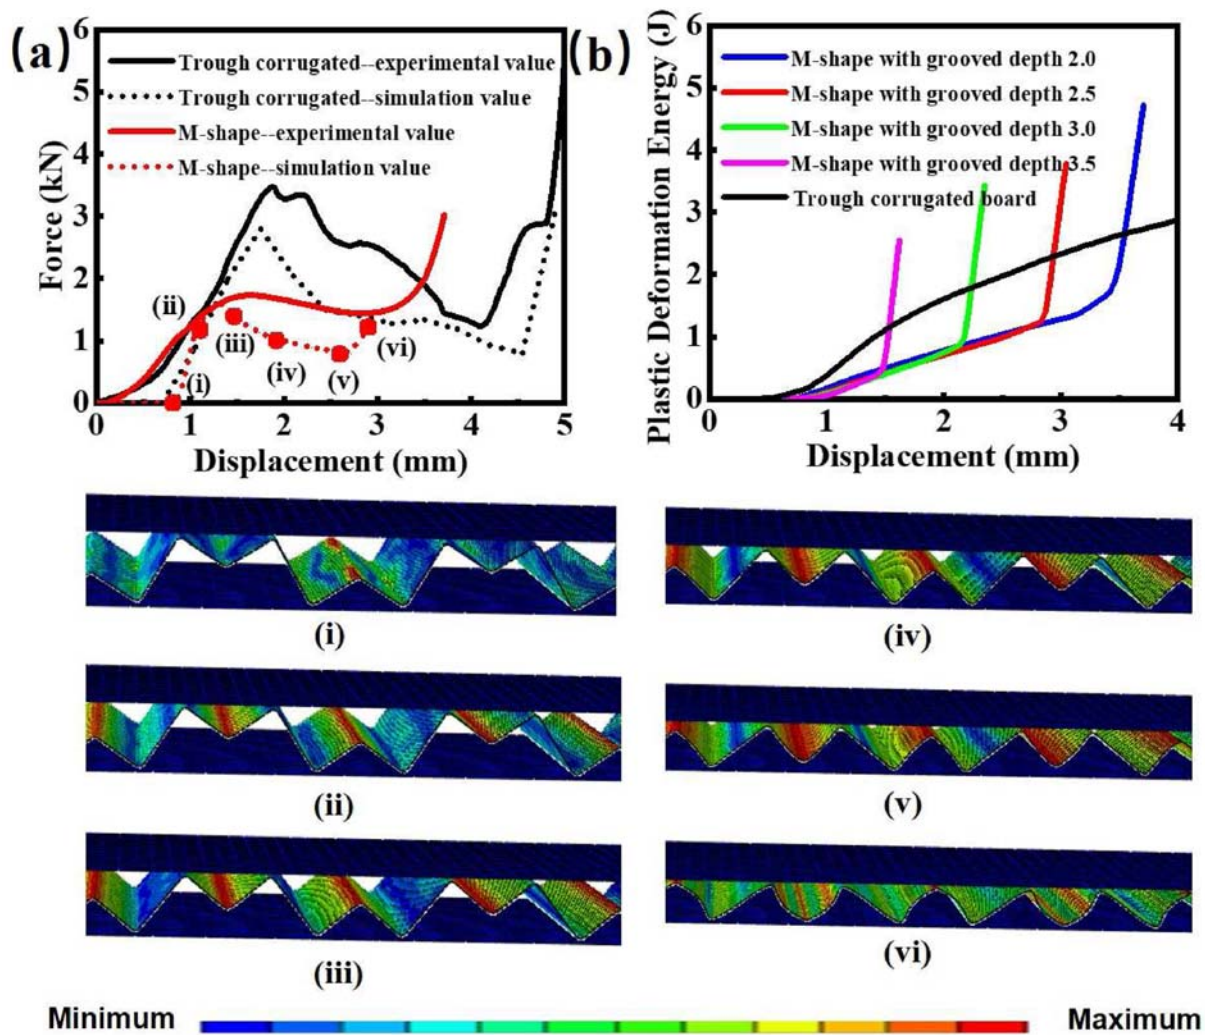 (a)
Force (kN)
6
5
4
3
2
1
0
Trough corrugated--experimental value
Trough corrugated--simulation value
M-shape--experimental value
M-shape--simulation value
(ii)
(i)
(iii)
(iv)
(v)
(vi)
0 1 2 3 4 5
Displacement (mm)
(b)
Plastic Deformation Energy (J)
6
5
4
3
2
1
0
M-shape with grooved depth 2.0
M-shape with grooved depth 2.5
M-shape with grooved depth 3.0
M-shape with grooved depth 3.5
Trough corrugated board
0 1 2 3 4
Displacement (mm)
(i)
(iv)
(ii)
(v)
(iii)
(vi)
Minimum Maximum